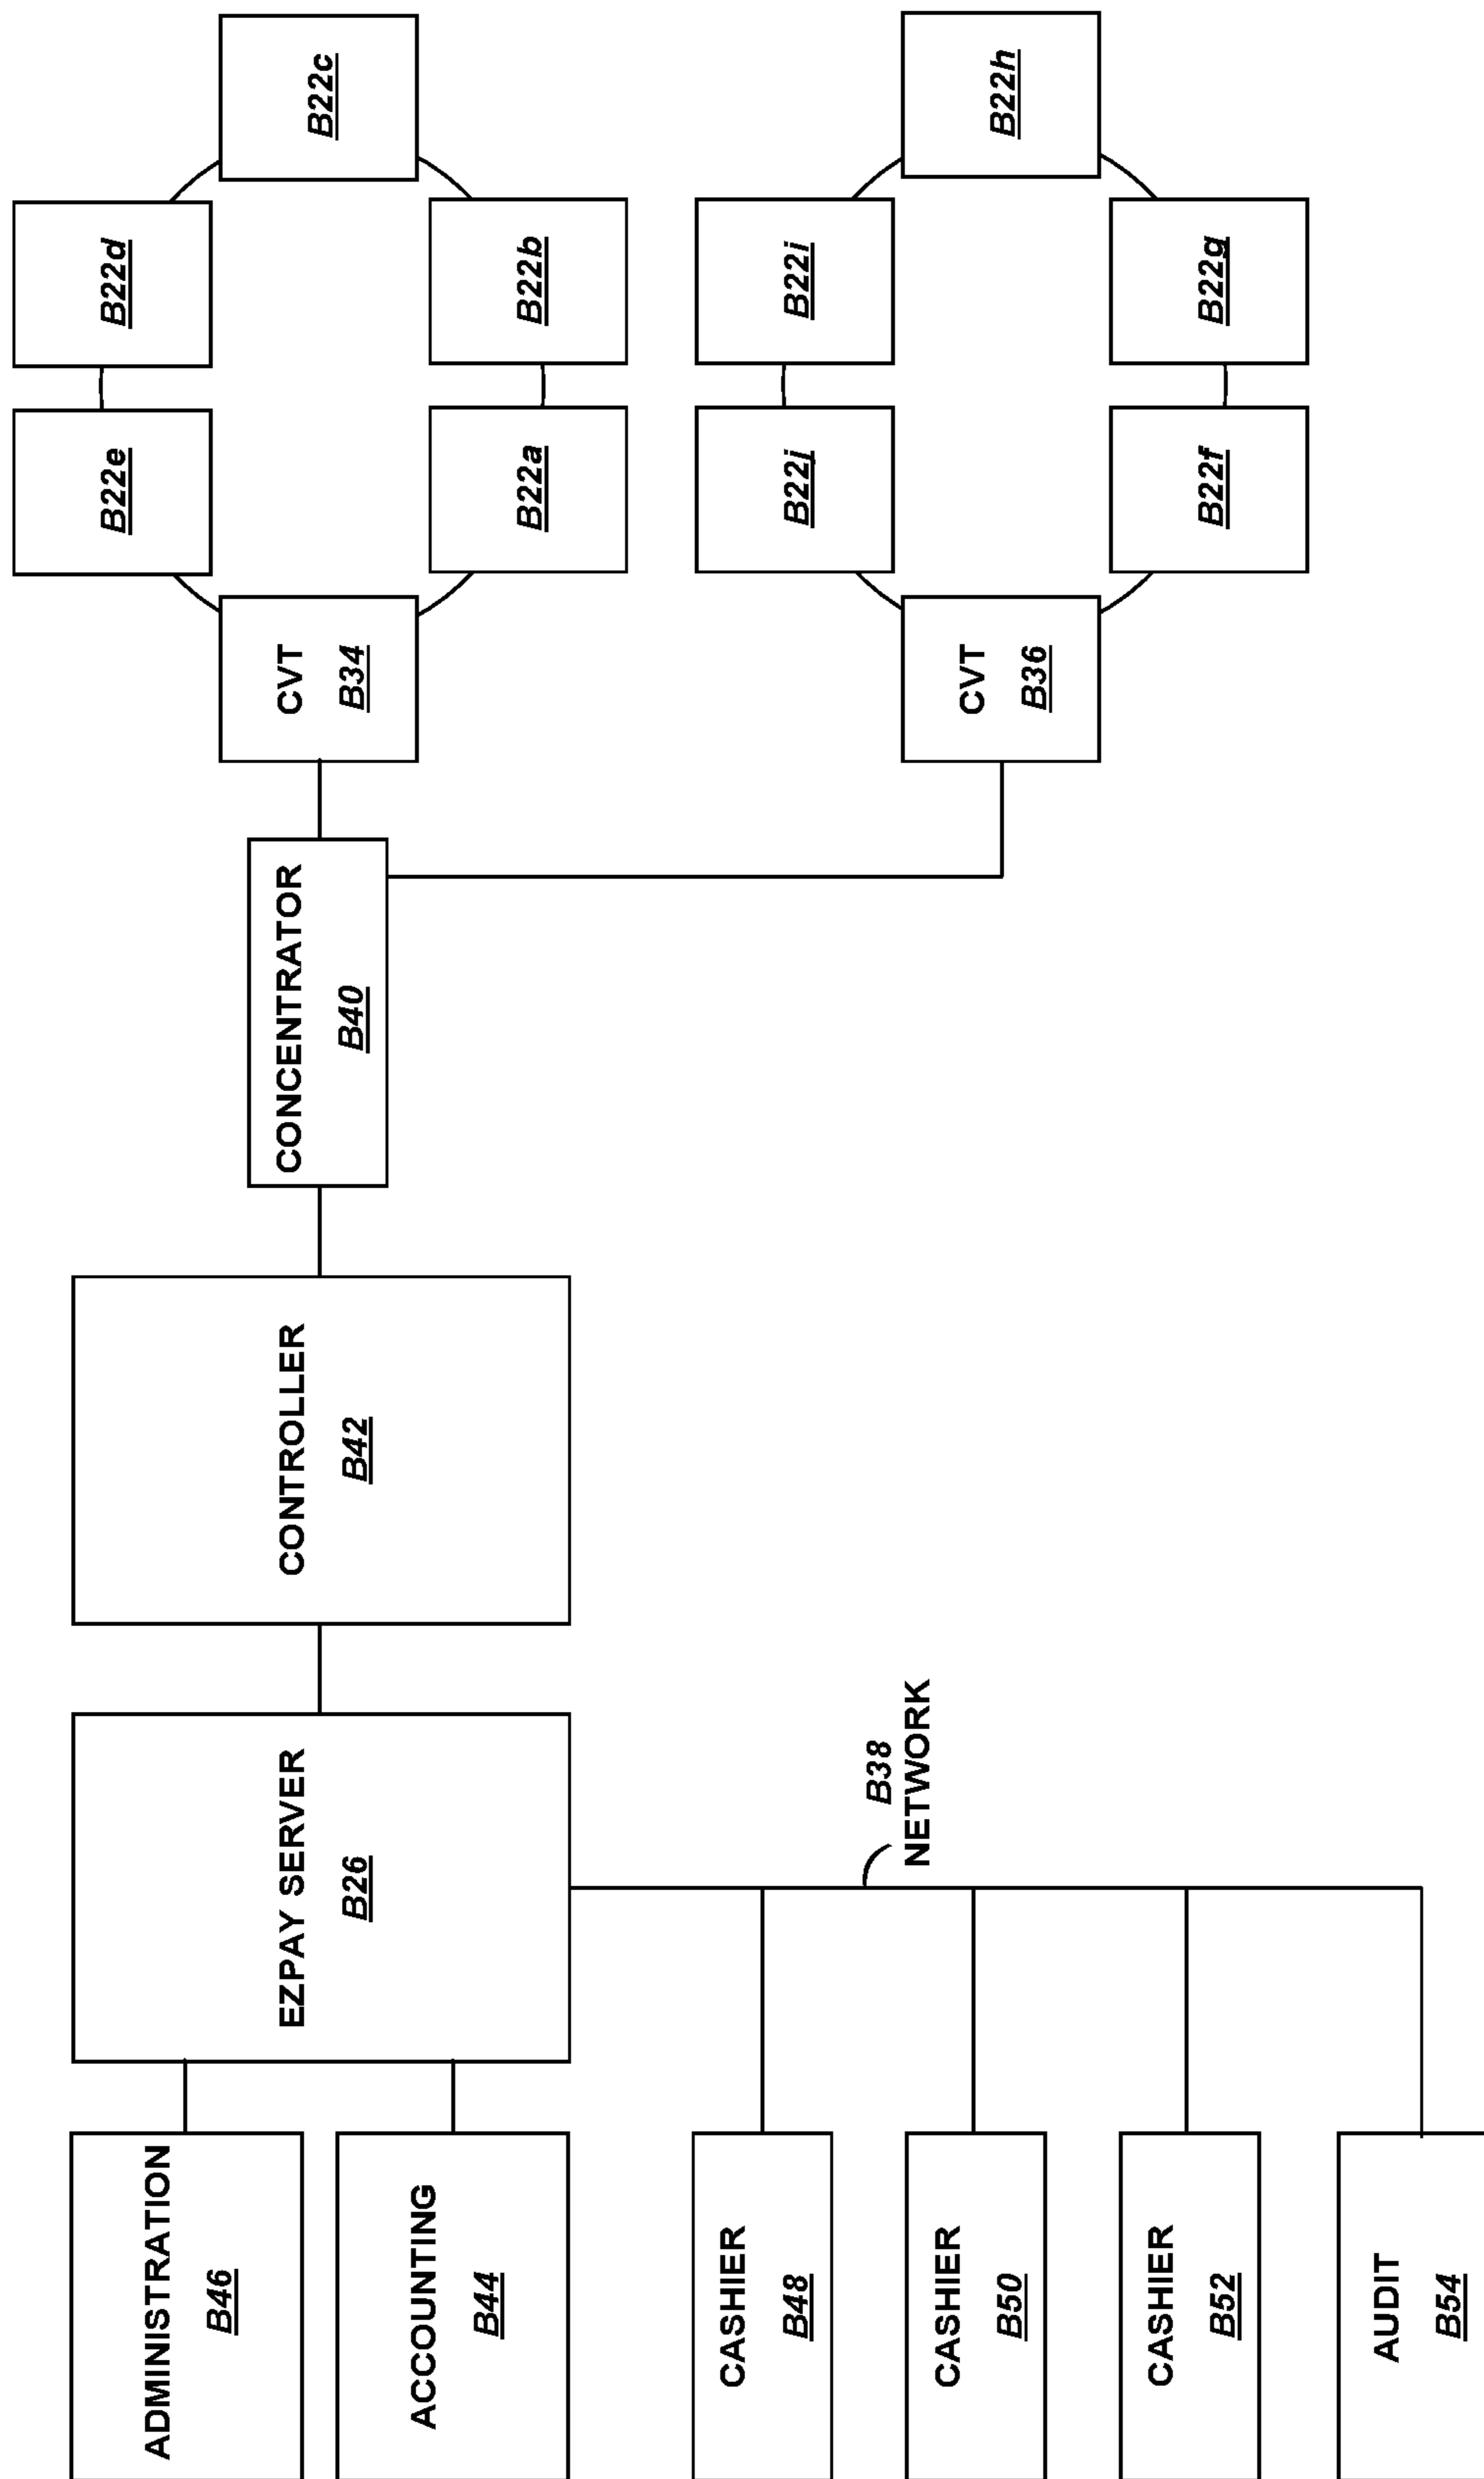 ADMINISTRATION
B46
ACCOUNTING
B44
CASHIER
B48
CASHIER
B50
CASHIER
B52
AUDIT
B54
EZPAY SERVER
B26
B38
NETWORK
CONTROLLER
B42
CONCENTRATOR
B40
CVT
B34
CVT
B36
B22e
B22d
B22c
B22b
B22a
B22j
B22i
B22h
B22g
B22f